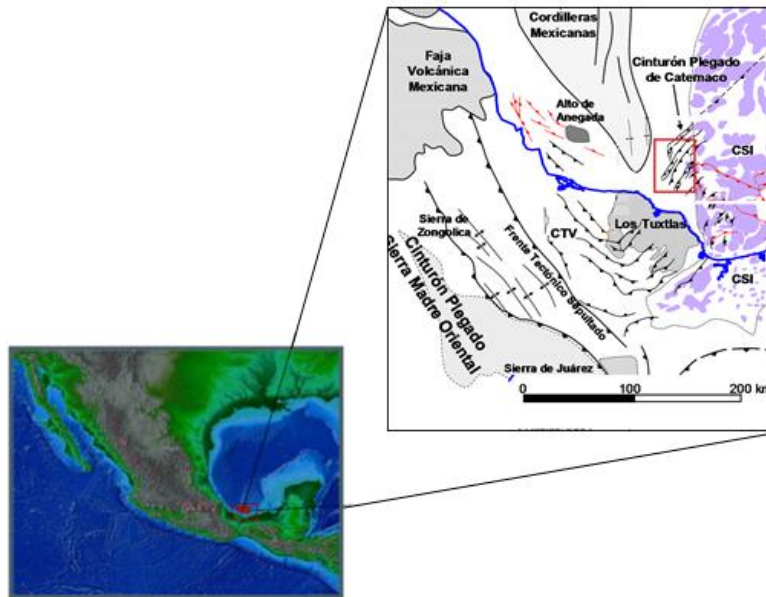 Cordilleras
Mexicanas
Faja
Volcánica
Mexicana
Cinturón Plegado
de Catemaco
Alto de
Anegada
CSI
Sierra de
Zongolica
CTV
Los Tuxtlas
Frente Tectónico Sepultado
Cinturón Plegado
Sierra Madre Oriental
CSI
Sierra de Juárez
0 100 200 km